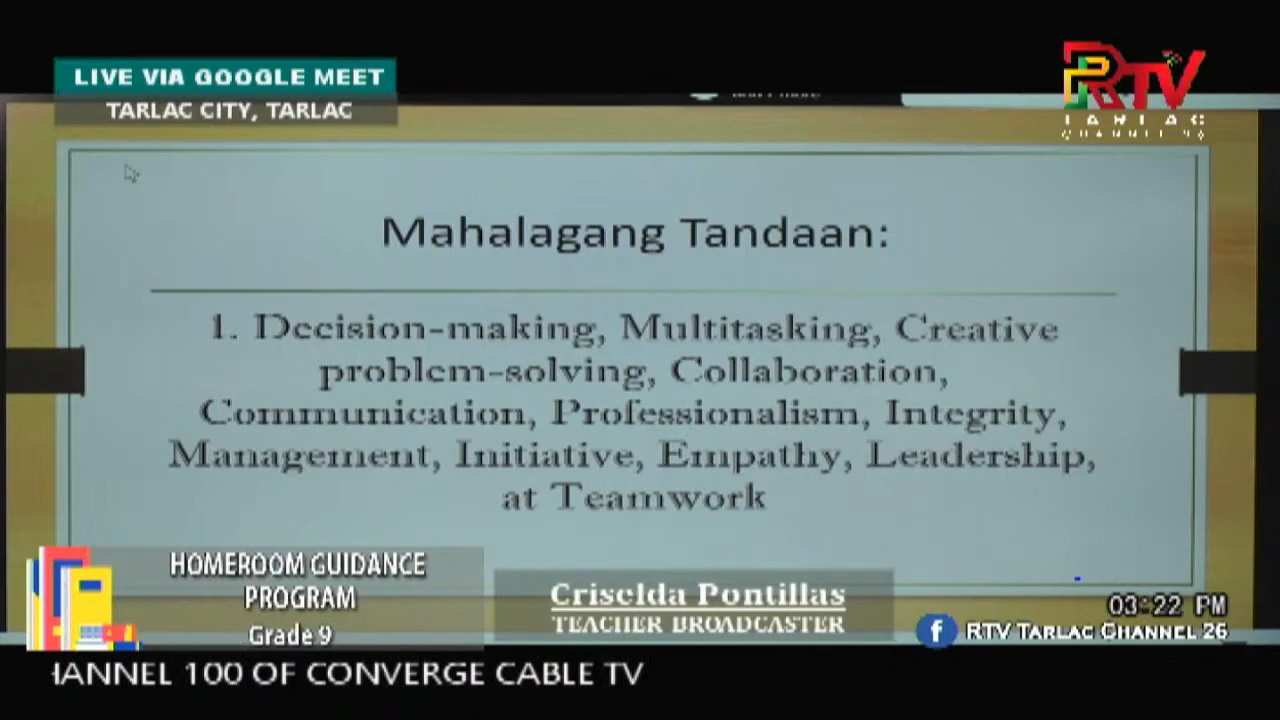 LIVE VIA GOOGLE MEET
TARLAC CITY, TARLAC
RTV
TARLAC
CHANNEL 26
Mahalagang Tandaan:
1. Decision-making, Multitasking, Creative
problem-solving, Collaboration,
Communication, Professionalism, Integrity,
Management, Initiative, Empathy, Leadership,
at Teamwork
HOMEROOM GUIDANCE
PROGRAM
Grade 9
Criselda Pontillas
TEACHER BROADCASTER
03:22 PM
RTV TARLAC CHANNEL 26
HANNEL 100 OF CONVERGE CABLE TV